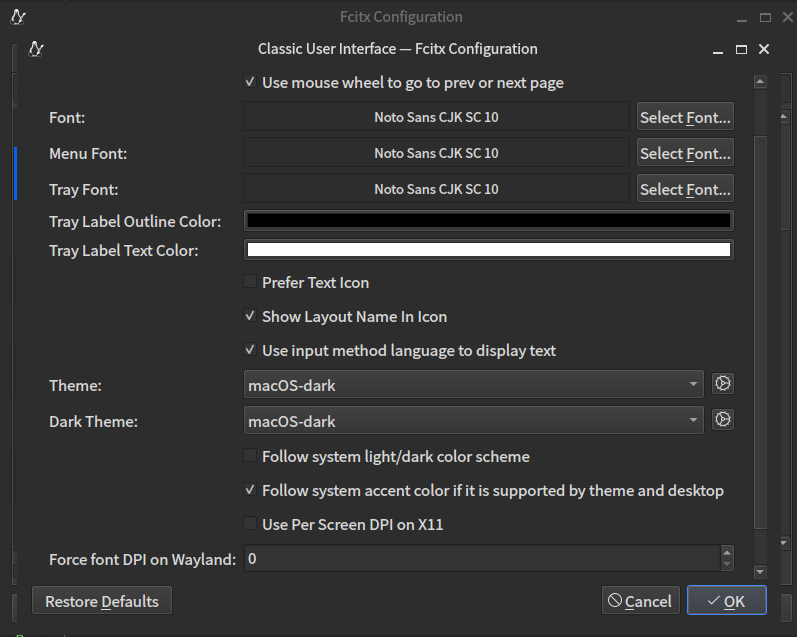 Fcitx Configuration
Classic User Interface — Fcitx Configuration
Use mouse wheel to go to prev or next page
Font: Noto Sans CJK SC 10 Select Font...
Menu Font: Noto Sans CJK SC 10 Select Font...
Tray Font: Noto Sans CJK SC 10 Select Font...
Tray Label Outline Color:
Tray Label Text Color:
Prefer Text Icon
Show Layout Name In Icon
Use input method language to display text
Theme: macOS-dark
Dark Theme: macOS-dark
Follow system light/dark color scheme
Follow system accent color if it is supported by theme and desktop
Use Per Screen DPI on X11
Force font DPI on Wayland: 0
Restore Defaults Cancel OK